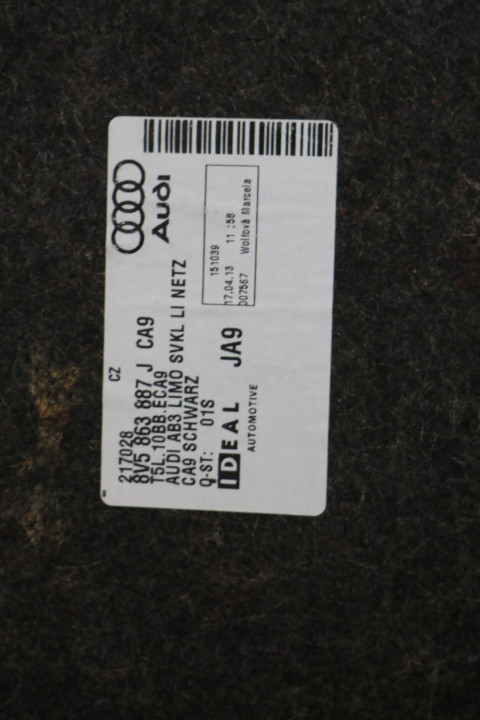 Audi
217028 CZ
8V5 863 887 J CA9
T5L.10BB.ECA9
AUDI AB3 LIMO SVKL LI NETZ
CA9 SCHWARZ
Q-ST: 01S
IDEAL JA9
AUTOMOTIVE
151039
17.04.13 11:58
007567 Woltová Marcela